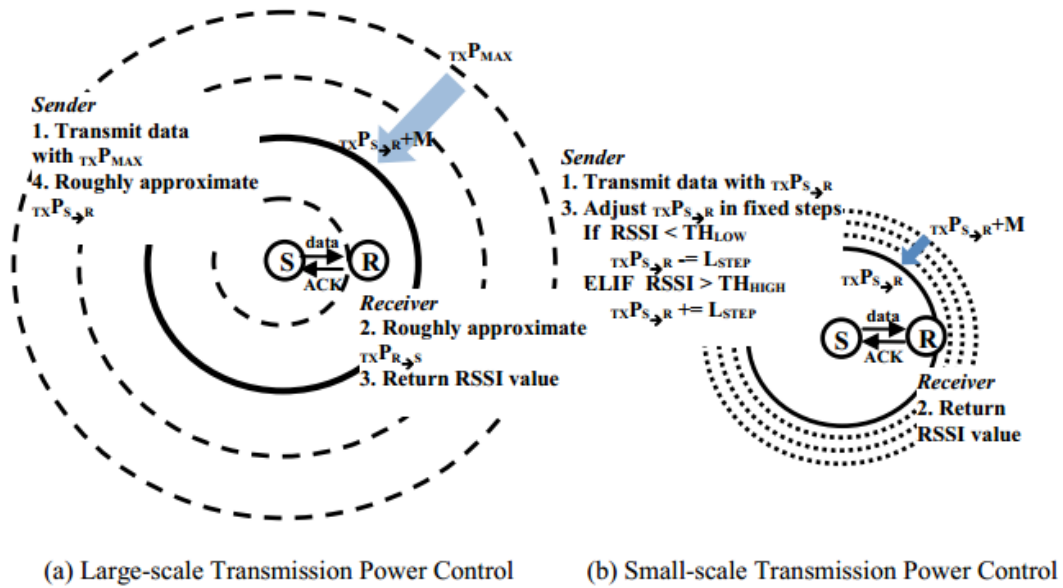 TXPMAX
Sender
1. Transmit data
with TXPMAX
4. Roughly approximate
TXPS→R
TXPS→R+M
S
data
ACK
R
Receiver
2. Roughly approximate
TXPR→S
3. Return RSSI value
(a) Large-scale Transmission Power Control
Sender
1. Transmit data with TXPS→R
3. Adjust TXPS→R in fixed steps
If RSSI < THLOW
TXPS→R -= LSTEP
ELIF RSSI > THHIGH
TXPS→R += LSTEP
TXPS→R+M
TXPS→R
S
data
ACK
R
Receiver
2. Return
RSSI value
(b) Small-scale Transmission Power Control